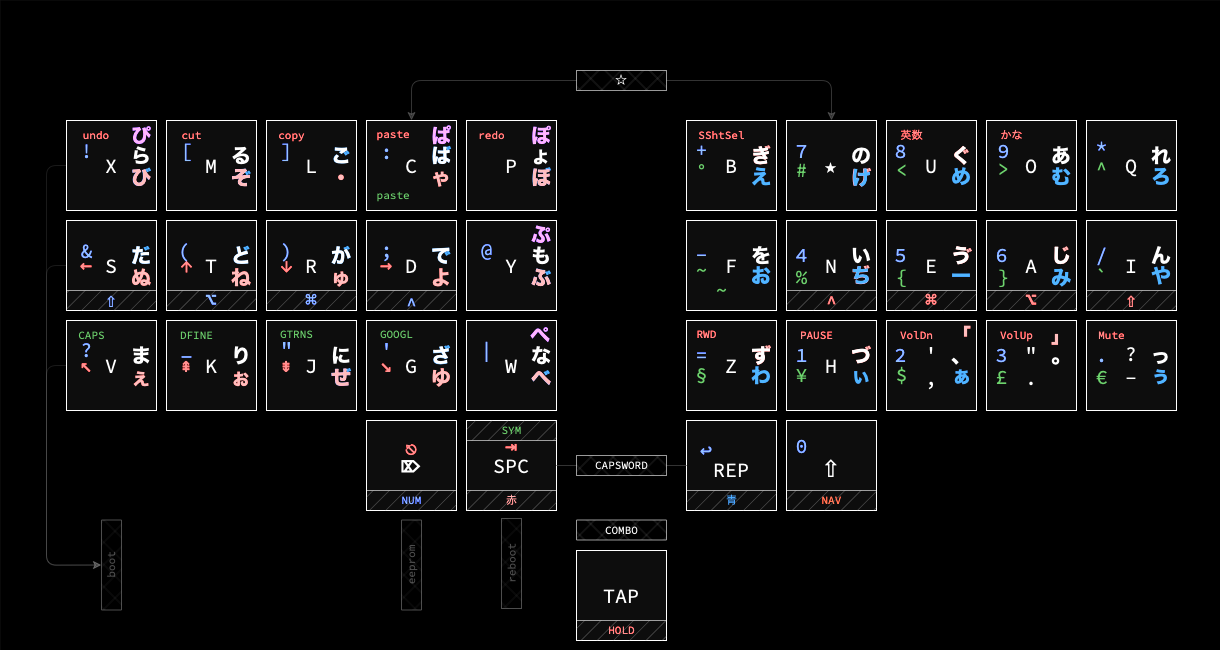 ☆
undo ぴ
! X ら
び
cut
[ M る
ぞ
copy
] L ご
・
paste ぱ
: C ば
ゃ
paste
redo ぽ
P ょ
ぼ
SShtSel
+ B ぎ
° え
7 ★ の
# げ
英数
8 U ぐ
< め
かな
9 O あ
> む
* Q れ
^ ろ
& S だ
← ぬ
⇧
( T ど
↑ ね
⌥
) R が
↓ ゅ
⌘
; D で
→ よ
^
ぷ
@ Y も
ぶ
− F を
~ お
~
4 N い
% ぢ
^
5 E ゔ
{ ー
⌘
6 A じ
} み
⌥
/ I ん
` や
⇧
CAPS
? V ま
↖ ぇ
DFINE
_ K り
⇞ ぉ
GTRNS
" J に
⇟ ぜ
GOOGL
' G ざ
↘ ゆ
ぺ
| W な
べ
RWD
= Z ず
§ わ
PAUSE
1 H づ
¥ ぃ
VolDn 『
2 ' 、
$ , ぁ
VolUp 』
3 " 。
£ .
Mute
. ? っ
€ − う
⌦
NUM
SYM
⇥
SPC
赤
CAPSWORD
↩
REP
青
0 ⇧
NAV
boot
eeprom
reboot
COMBO
TAP
HOLD